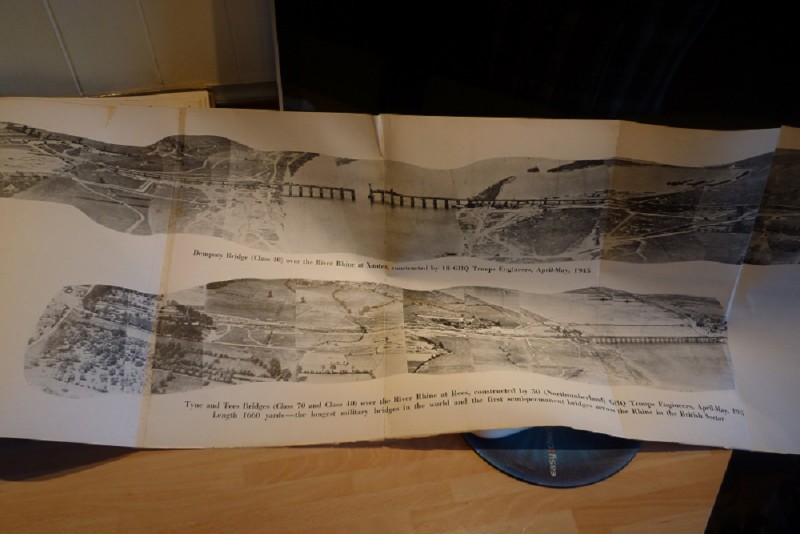 Dempsey Bridge (Class 40) over the River Rhine at Xanten, constructed by 18 GHQ Troops Engineers, April-May, 1945
Tyne and Tees Bridges (Class 70 and Class 40) over the River Rhine at Rees, constructed by 50 (Northumberland) GHQ Troops Engineers, April-May, 1945
Length 1660 yards—the longest military bridges in the world and the first semi-permanent bridges across the Rhine in the British Sector